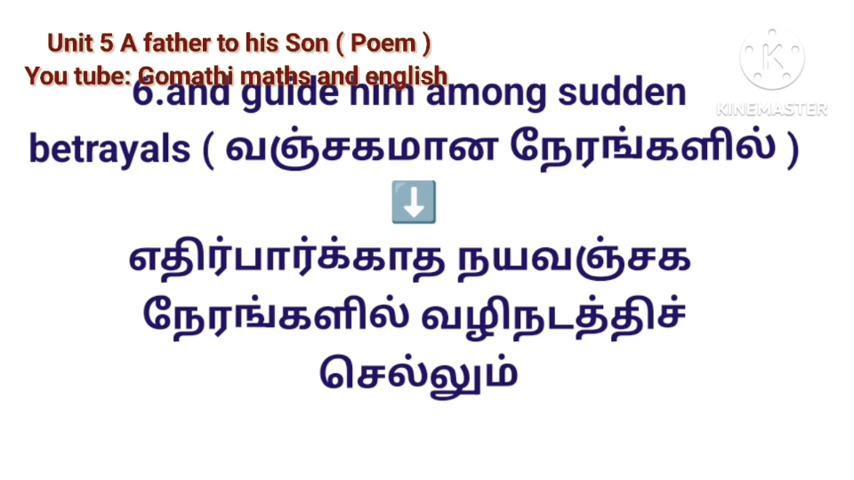 Unit 5 A father to his Son ( Poem )
You tube: Gomathi maths and english
KINEMASTER
6.and guide him among sudden
betrayals ( வஞ்சகமான நேரங்களில் )
எதிர்பார்க்காத நயவஞ்சக
நேரங்களில் வழிநடத்திச்
செல்லும்